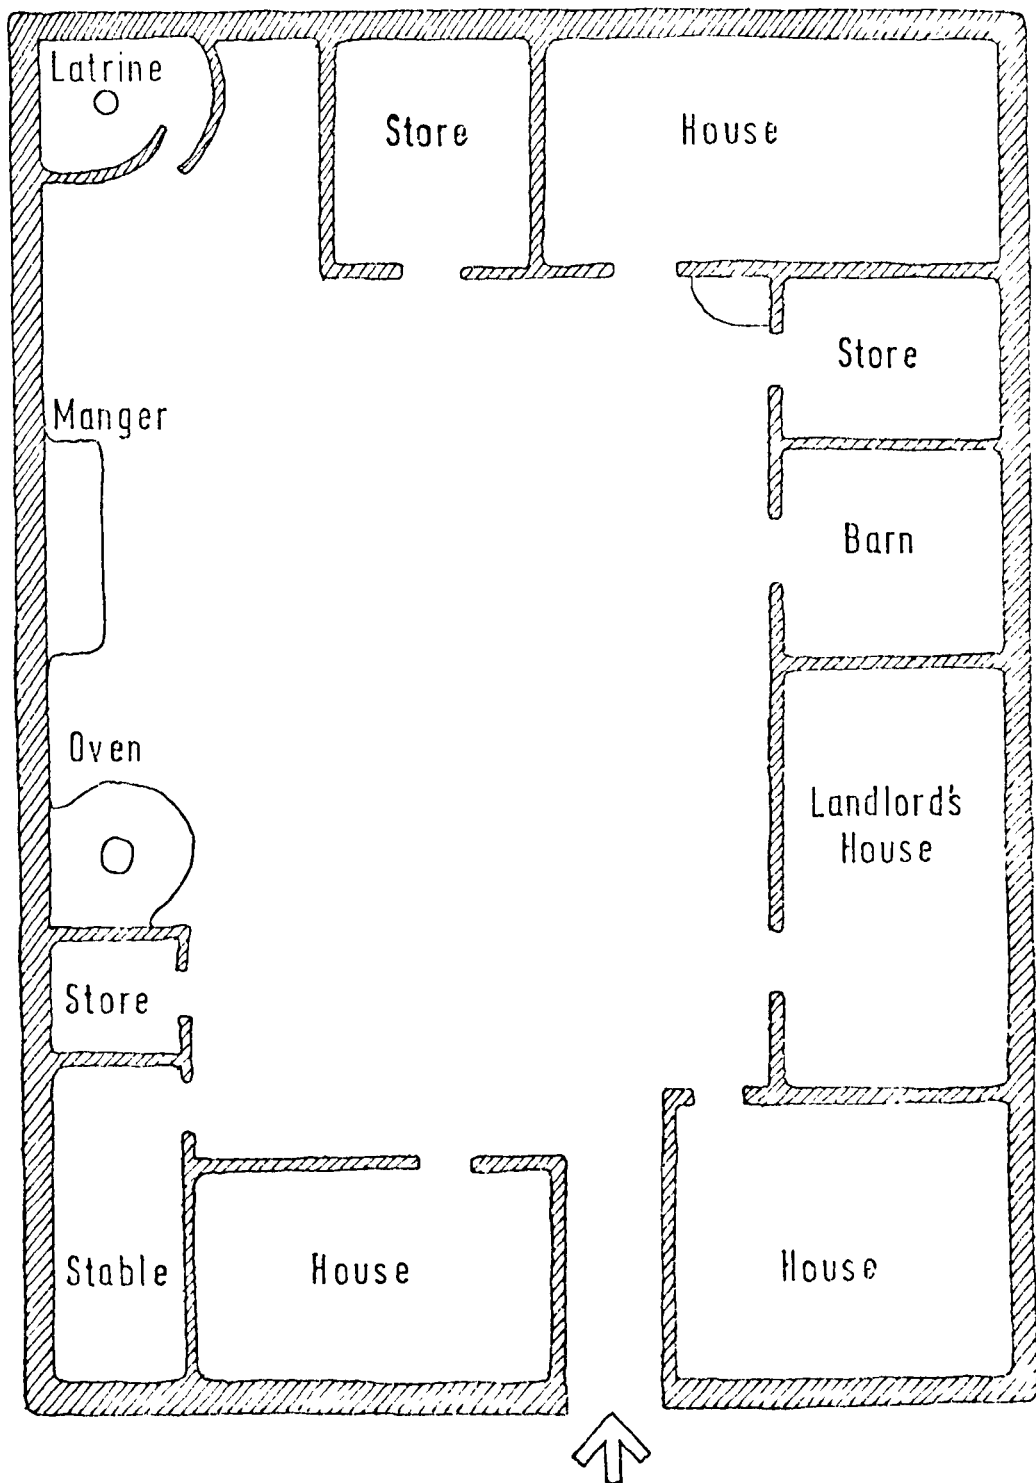 Latrine
Store
House
Store
Manger
Barn
Oven
Landlord's
House
Store
Stable
House
House